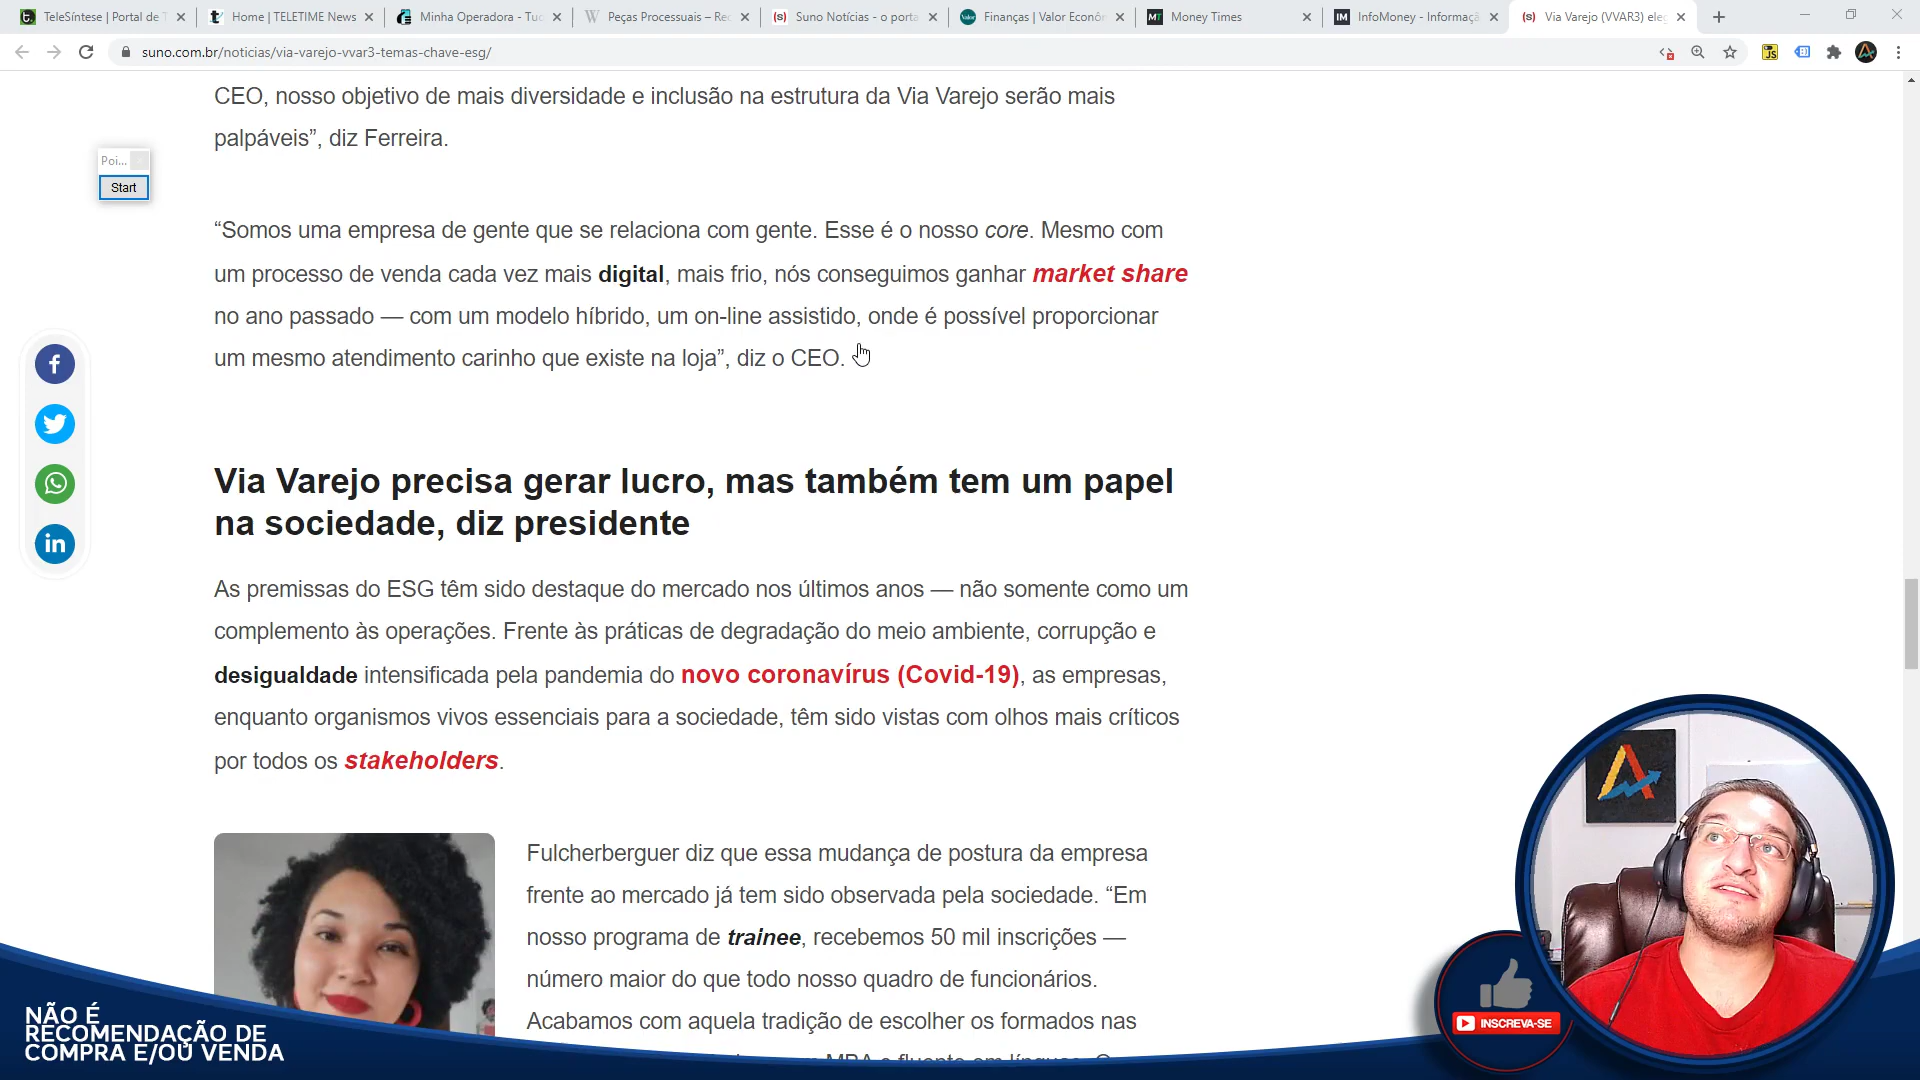 TeleSíntese | Portal de T
Home | TELETIME News
Minha Operadora - Tud
Peças Processuais – Re
Suno Notícias - o porta
Finanças | Valor Econôm
Money Times
InfoMoney - Informaçã
Via Varejo (VVAR3) eleg
suno.com.br/noticias/via-varejo-vvar3-temas-chave-esg/
CEO, nosso objetivo de mais diversidade e inclusão na estrutura da Via Varejo serão mais
palpáveis”, diz Ferreira.
Poi...
Start
“Somos uma empresa de gente que se relaciona com gente. Esse é o nosso core. Mesmo com
um processo de venda cada vez mais digital, mais frio, nós conseguimos ganhar market share
no ano passado — com um modelo híbrido, um on-line assistido, onde é possível proporcionar
um mesmo atendimento carinho que existe na loja”, diz o CEO.
Via Varejo precisa gerar lucro, mas também tem um papel
na sociedade, diz presidente
As premissas do ESG têm sido destaque do mercado nos últimos anos — não somente como um
complemento às operações. Frente às práticas de degradação do meio ambiente, corrupção e
desigualdade intensificada pela pandemia do novo coronavírus (Covid-19), as empresas,
enquanto organismos vivos essenciais para a sociedade, têm sido vistas com olhos mais críticos
por todos os stakeholders.
Fulcherberguer diz que essa mudança de postura da empresa
frente ao mercado já tem sido observada pela sociedade. “Em
nosso programa de trainee, recebemos 50 mil inscrições —
número maior do que todo nosso quadro de funcionários.
Acabamos com aquela tradição de escolher os formados nas
MBA e fluente em línguas.
NÃO É
RECOMENDAÇÃO DE
COMPRA E/OU VENDA
INSCREVA-SE